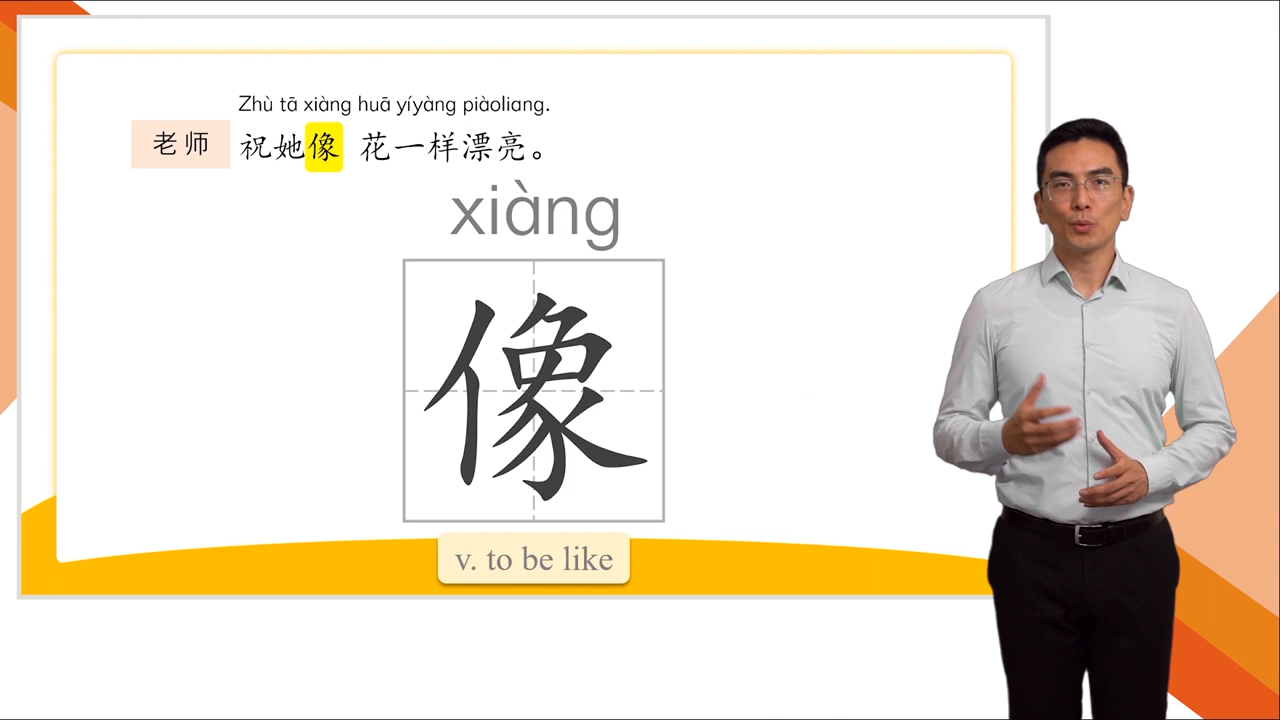 Zhù tā xiàng huā yíyàng piàoliang.
老师 祝她像 花一样漂亮。
xiàng
像
v. to be like